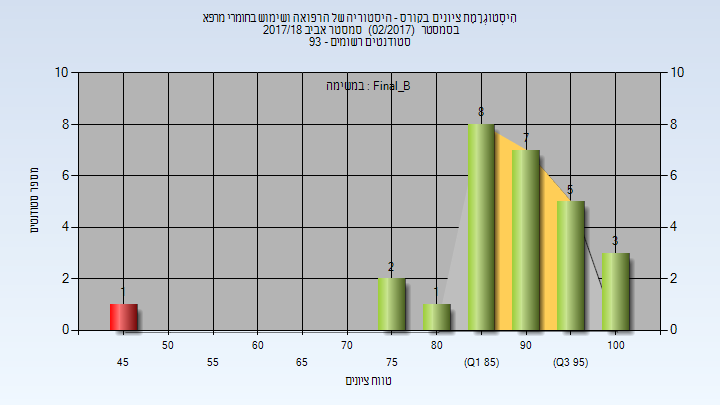 הִיסְטוֹגְרַמַת ציונים בקורס - היסטוריה של הרפואה ושימוש בחומרי מרפא
בסמסטר (02/2017) סמסטר אביב 2017/18
סטודנטים רשומים - 93
במשימה : Final_B
מספר סטודנטים
10 10
8 8
6 6
4 4
2 2
0 0
1 2 1 8 7 5 3
50 60 70 80 90 100
45 55 65 75 (Q1 85) (Q3 95)
טווח ציונים